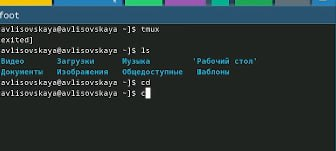 foot
avlisovskaya@avlisovskaya ~]$ tmux
exited]
avlisovskaya@avlisovskaya ~]$ ls
Видео Загрузки Музыка 'Рабочий стол'
Документы Изображения Общедоступные Шаблоны
avlisovskaya@avlisovskaya ~]$ cd
avlisovskaya@avlisovskaya ~]$ c